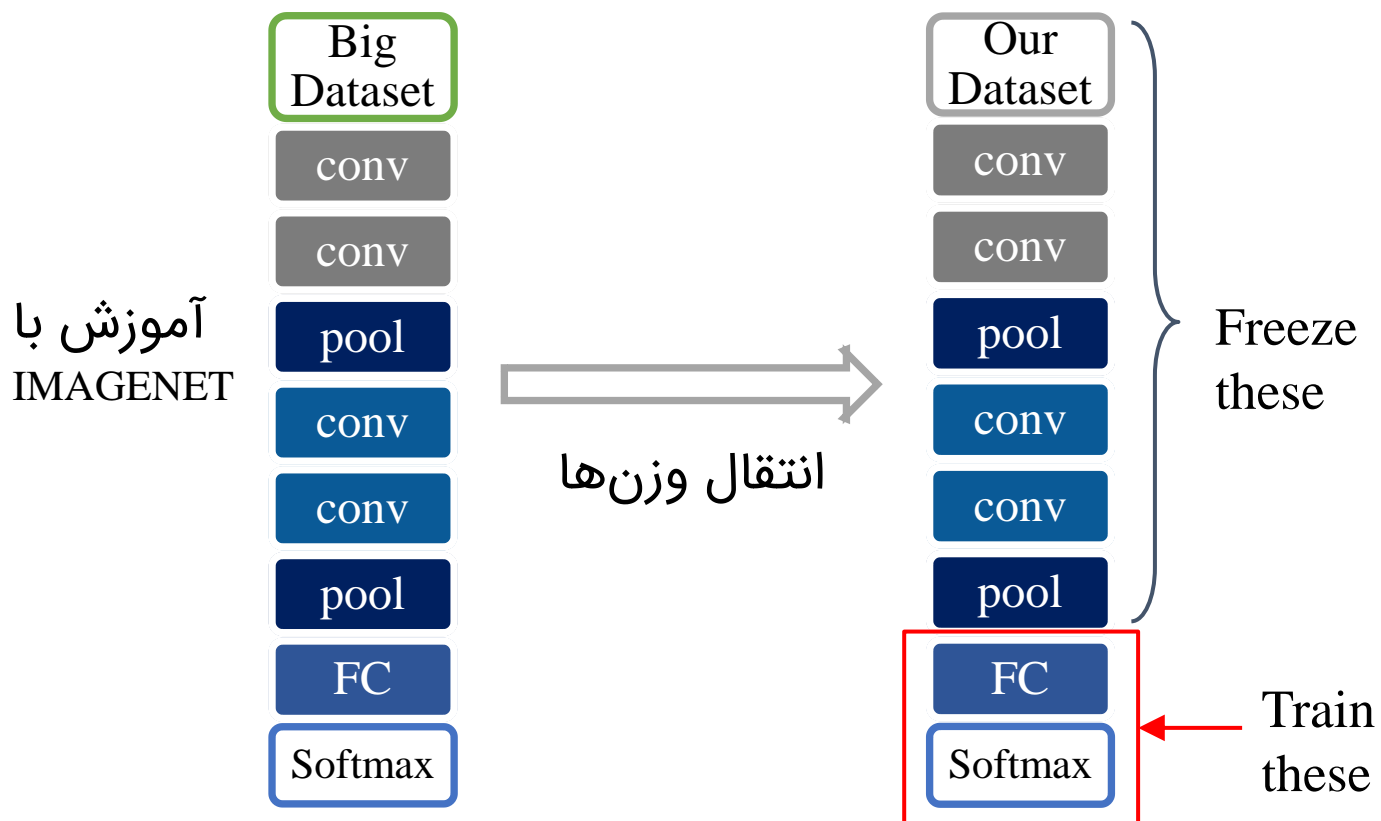 آموزش با
IMAGENET
Big
Dataset
conv
conv
pool
conv
conv
pool
FC
Softmax
انتقال وزن‌ها
Our
Dataset
conv
conv
pool
conv
conv
pool
FC
Softmax
Freeze
these
Train
these